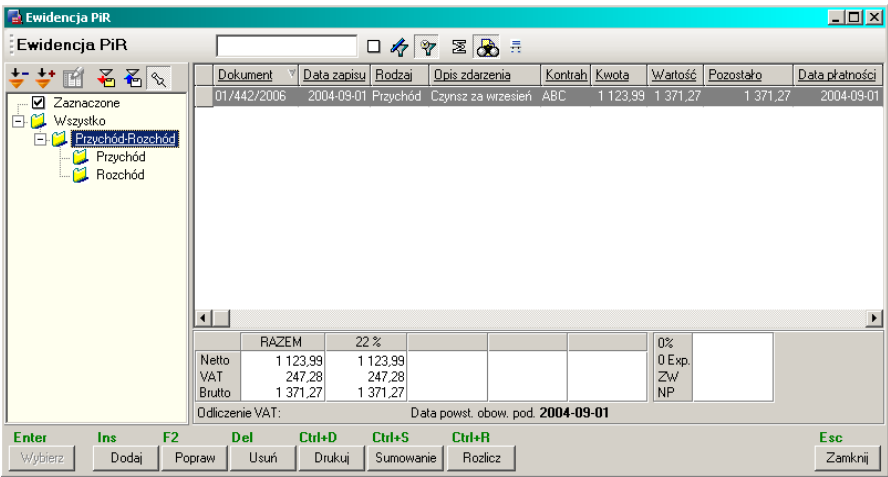 Ewidencja PiR
Ewidencja PiR
Dokument Data zapisu Rodzaj Opis zdarzenia Kontrah Kwota Wartość Pozostało Data płatności
01/442/2006 2004-09-01 Przychód Czynsz za wrzesień ABC 1 123,99 1 371,27 1 371,27 2004-09-01
Zaznaczone
Wszystko
Przychód-Rozchód
Przychód
Rozchód
RAZEM 22 % 0%
Netto 1 123,99 1 123,99 0 Exp.
VAT 247,28 247,28 ZW
Brutto 1 371,27 1 371,27 NP
Odliczenie VAT: Data powst. obow. pod. 2004-09-01
Enter Ins F2 Del Ctrl+D Ctrl+S Ctrl+R Esc
Wybierz Dodaj Popraw Usuń Drukuj Sumowanie Rozlicz Zamknij